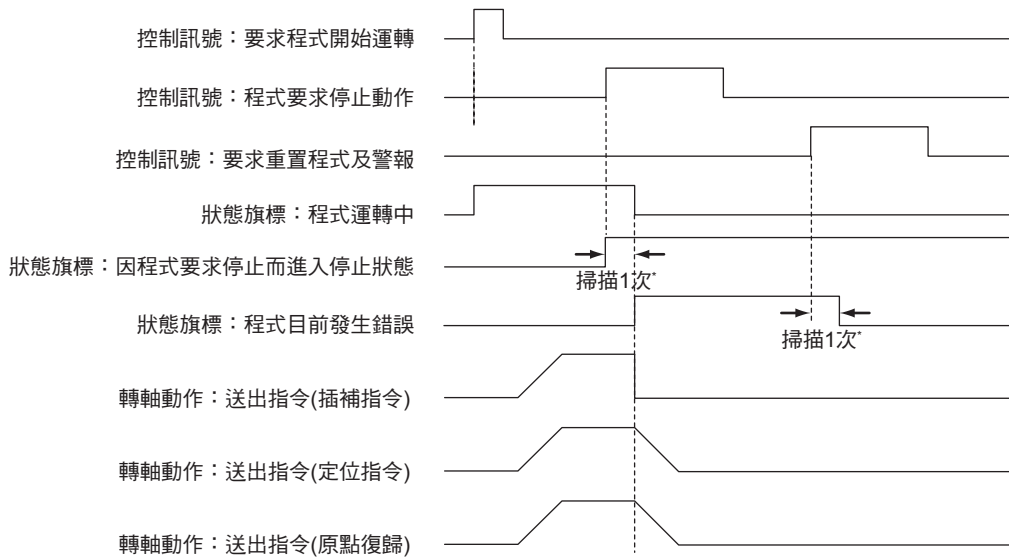 控制訊號：要求程式開始運轉
控制訊號：程式要求停止動作
控制訊號：要求重置程式及警報
狀態旗標：程式運轉中
狀態旗標：因程式要求停止而進入停止狀態
掃描1次*
狀態旗標：程式目前發生錯誤
掃描1次*
轉軸動作：送出指令(插補指令)
轉軸動作：送出指令(定位指令)
轉軸動作：送出指令(原點復歸)